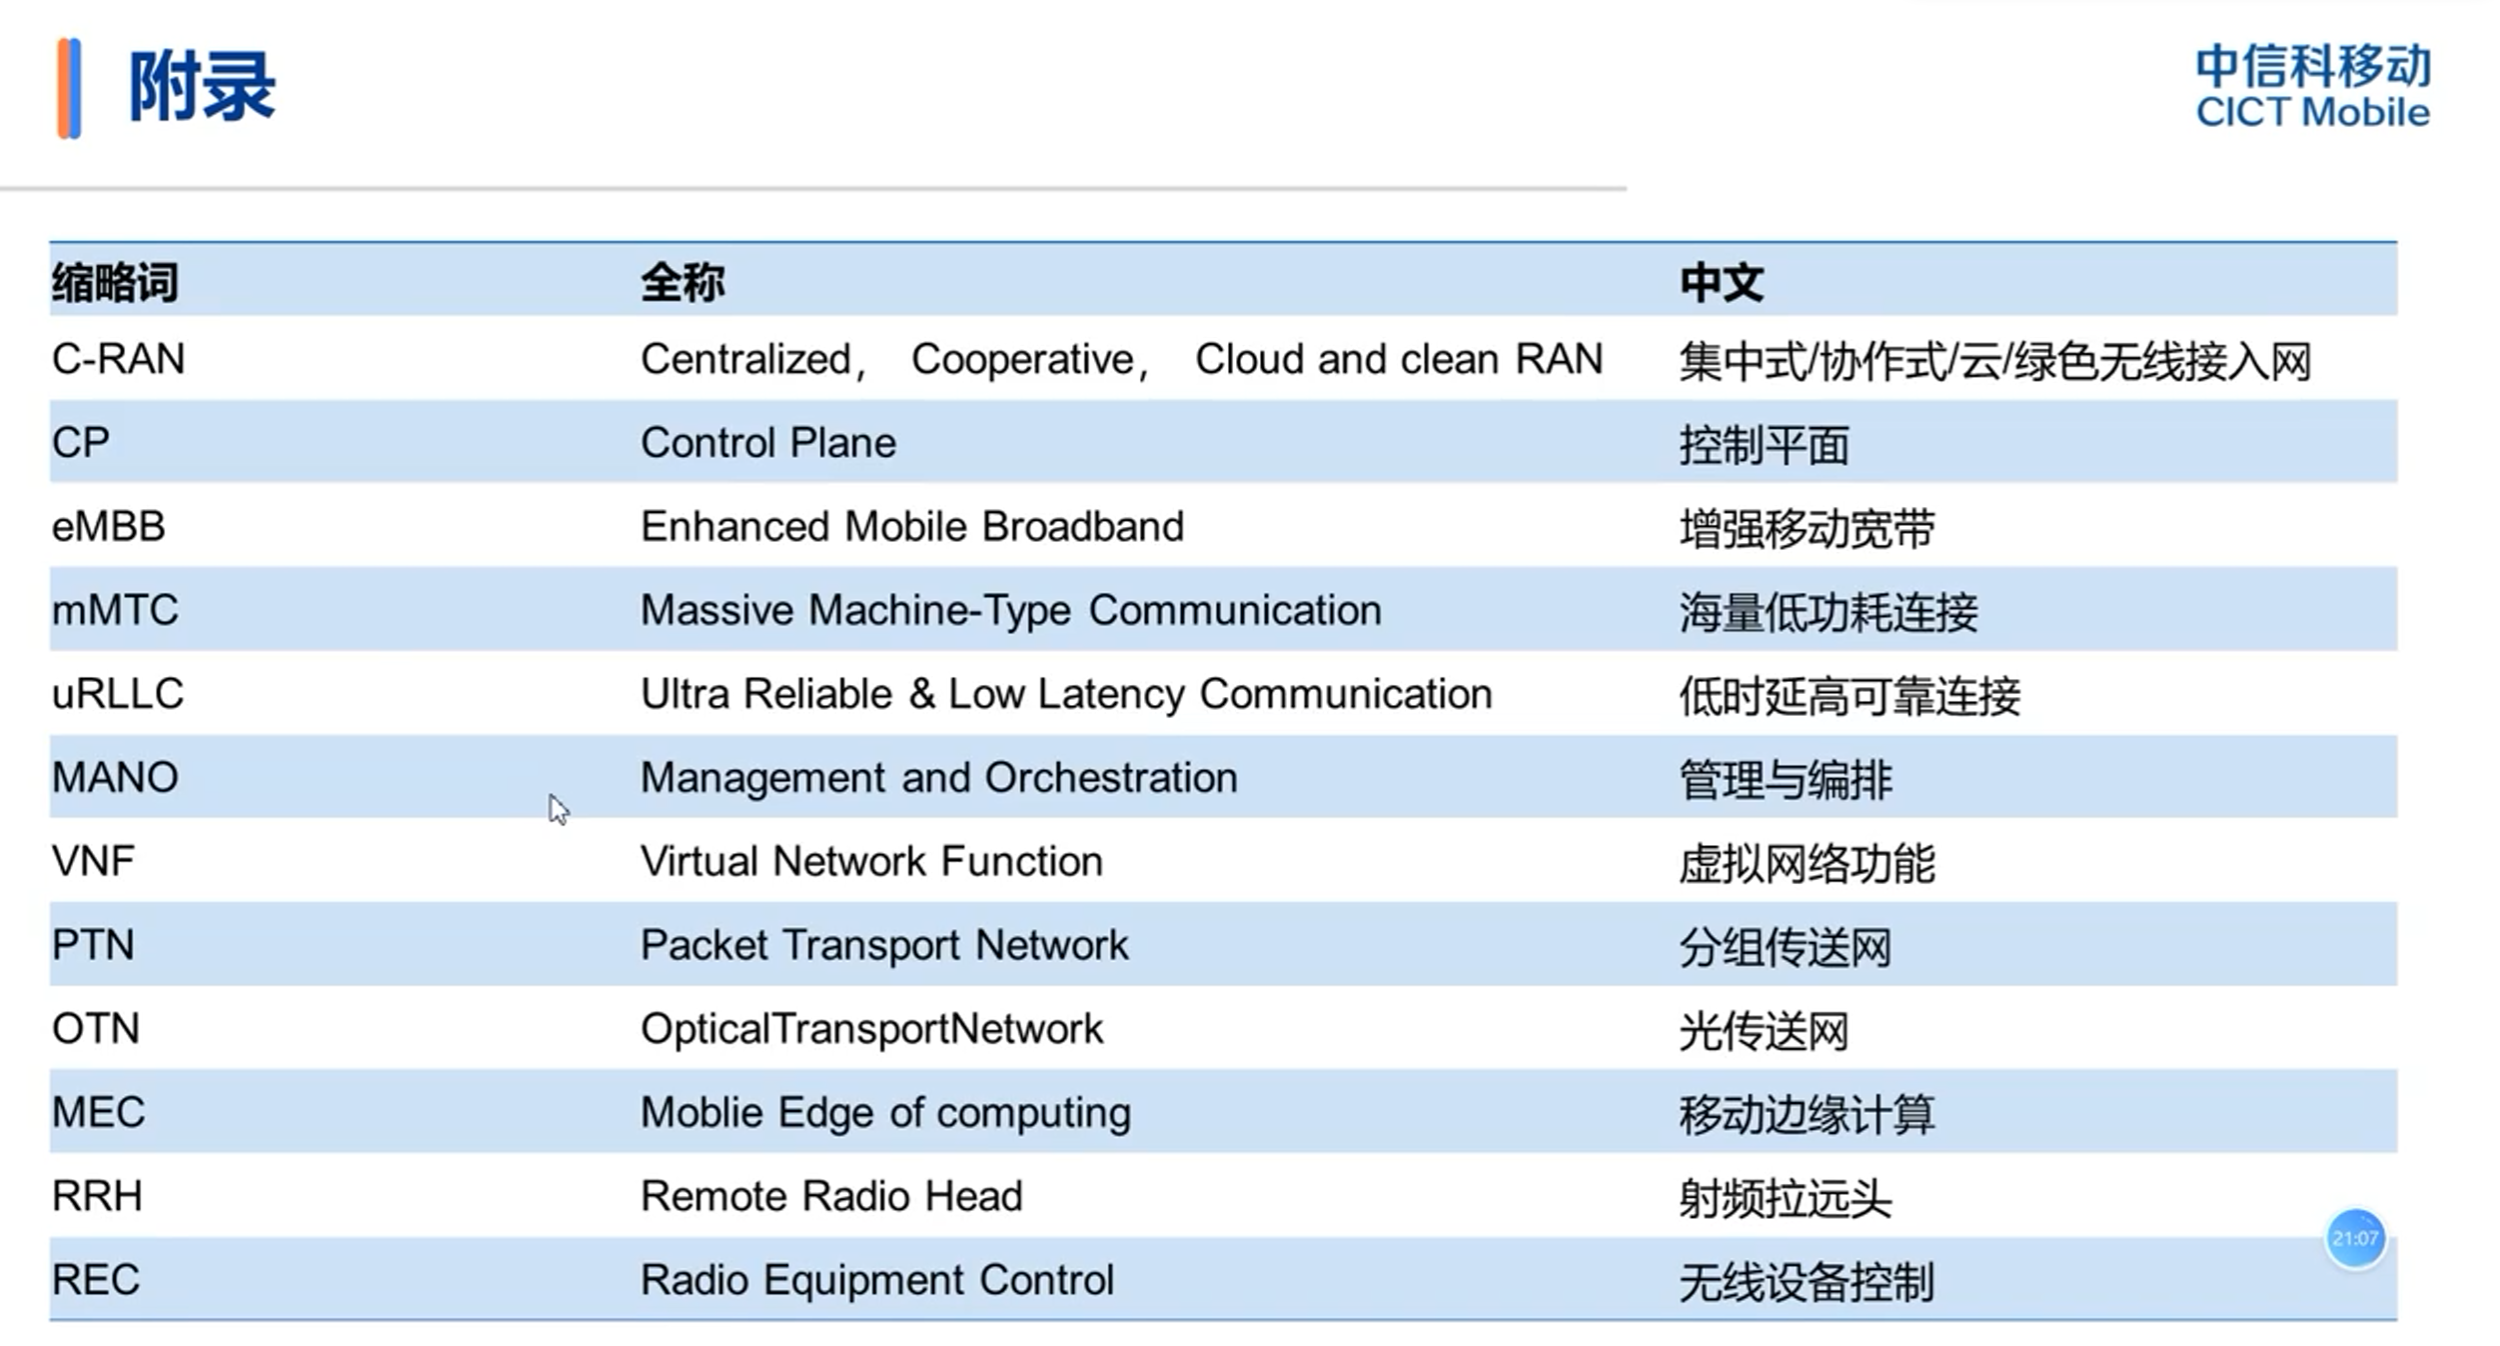 附录
中信科移动
CICT Mobile
缩略词 全称 中文
C-RAN Centralized， Cooperative， Cloud and clean RAN 集中式/协作式/云/绿色无线接入网
CP Control Plane 控制平面
eMBB Enhanced Mobile Broadband 增强移动宽带
mMTC Massive Machine-Type Communication 海量低功耗连接
uRLLC Ultra Reliable & Low Latency Communication 低时延高可靠连接
MANO Management and Orchestration 管理与编排
VNF Virtual Network Function 虚拟网络功能
PTN Packet Transport Network 分组传送网
OTN OpticalTransportNetwork 光传送网
MEC Moblie Edge of computing 移动边缘计算
RRH Remote Radio Head 射频拉远头
21:07
REC Radio Equipment Control 无线设备控制